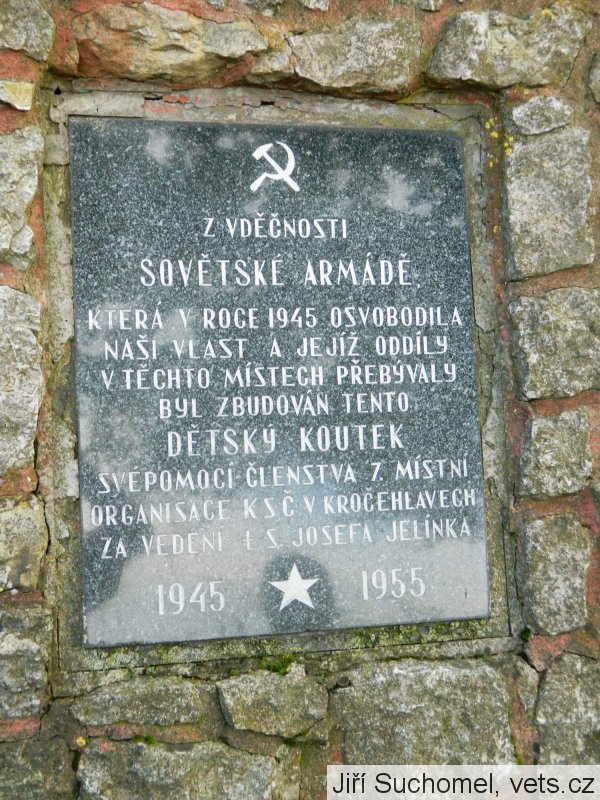 Z VDĚČNOSTI
SOVĚTSKÉ ARMÁDĚ,
KTERÁ V ROCE 1945 OSVOBODILA
NAŠI VLAST A JEJÍŽ ODDÍLY
V TĚCHTO MÍSTECH PŘEBÝVALY
BYL ZBUDOVÁN TENTO
DĚTSKÝ KOUTEK
SVÉPOMOCÍ ČLENSTVA 7. MÍSTNÍ
ORGANISACE KSČ V KROČEHLAVECH
ZA VEDENÍ † S. JOSEFA JELÍNKA
1945 1955
Jiří Suchomel, vets.cz